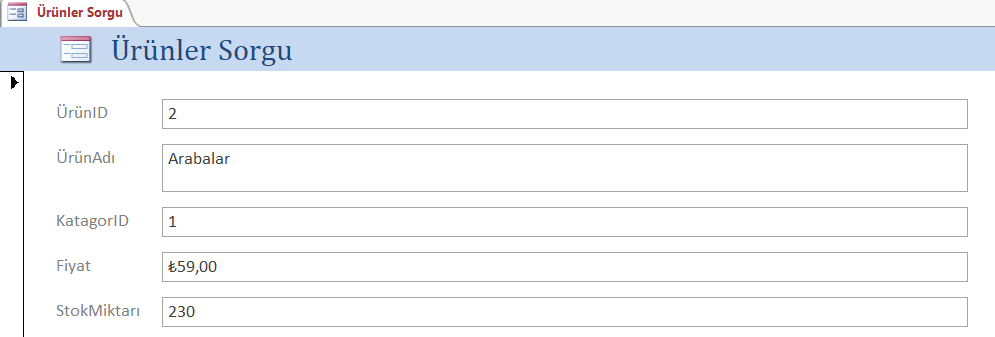 Ürünler Sorgu
Ürünler Sorgu
ÜrünID 2
ÜrünAdı Arabalar
KatagorID 1
Fiyat ₺59,00
StokMiktarı 230